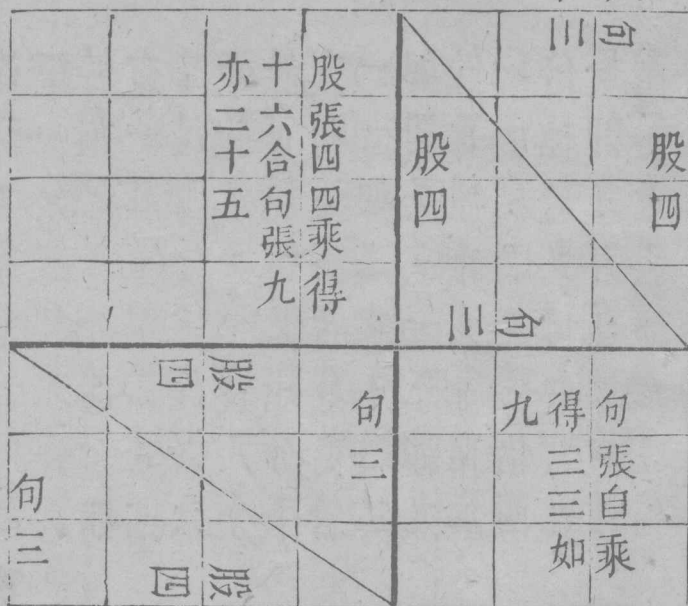 句三
股四
股四
句三
股張四四乘得
十六合句張九
亦二十五
句張自乘
得三三如
九
句三
股四
股四
句三